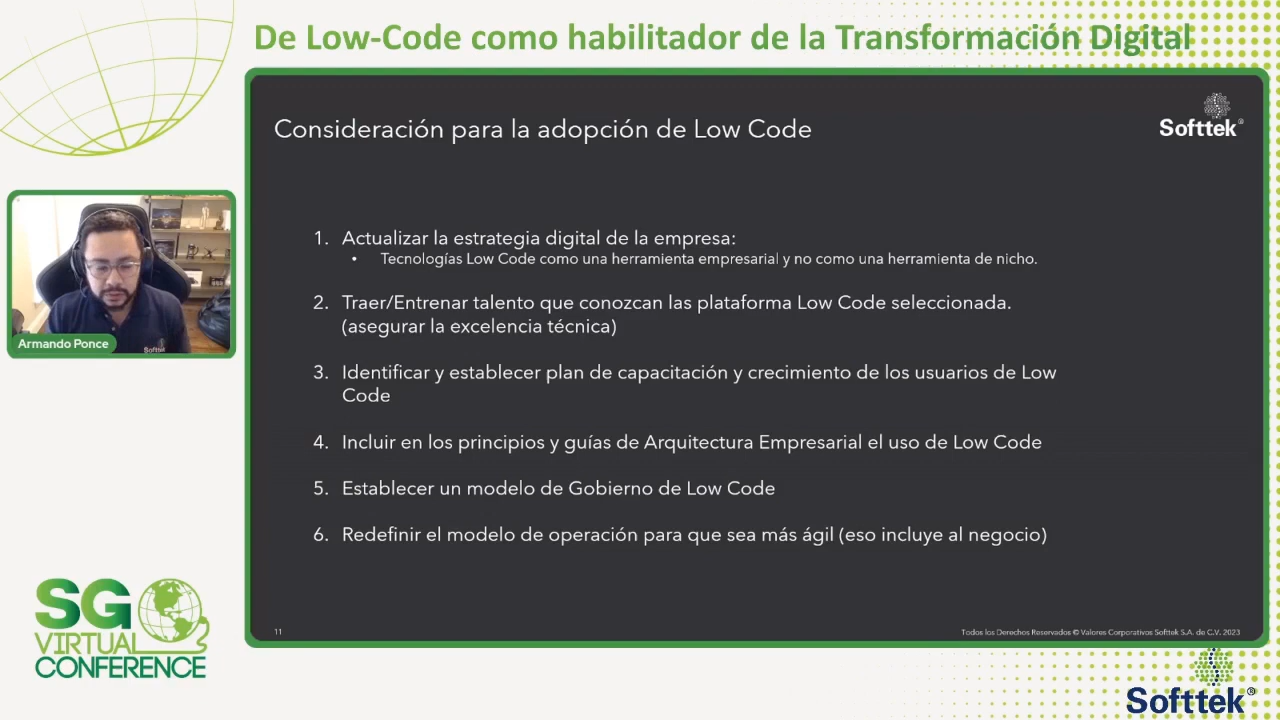 De Low-Code como habilitador de la Transformación Digital
Consideración para la adopción de Low Code
Softtek®
1. Actualizar la estrategia digital de la empresa:
• Tecnologías Low Code como una herramienta empresarial y no como una herramienta de nicho.
2. Traer/Entrenar talento que conozcan las plataforma Low Code seleccionada.
(asegurar la excelencia técnica)
3. Identificar y establecer plan de capacitación y crecimiento de los usuarios de Low
Code
4. Incluir en los principios y guías de Arquitectura Empresarial el uso de Low Code
5. Establecer un modelo de Gobierno de Low Code
6. Redefinir el modelo de operación para que sea más ágil (eso incluye al negocio)
11
Todos los Derechos Reservados © Valores Corporativos Softtek S.A. de C.V. 2023
Softtek
Armando Ponce
SG
VIRTUAL
CONFERENCE
Softtek®